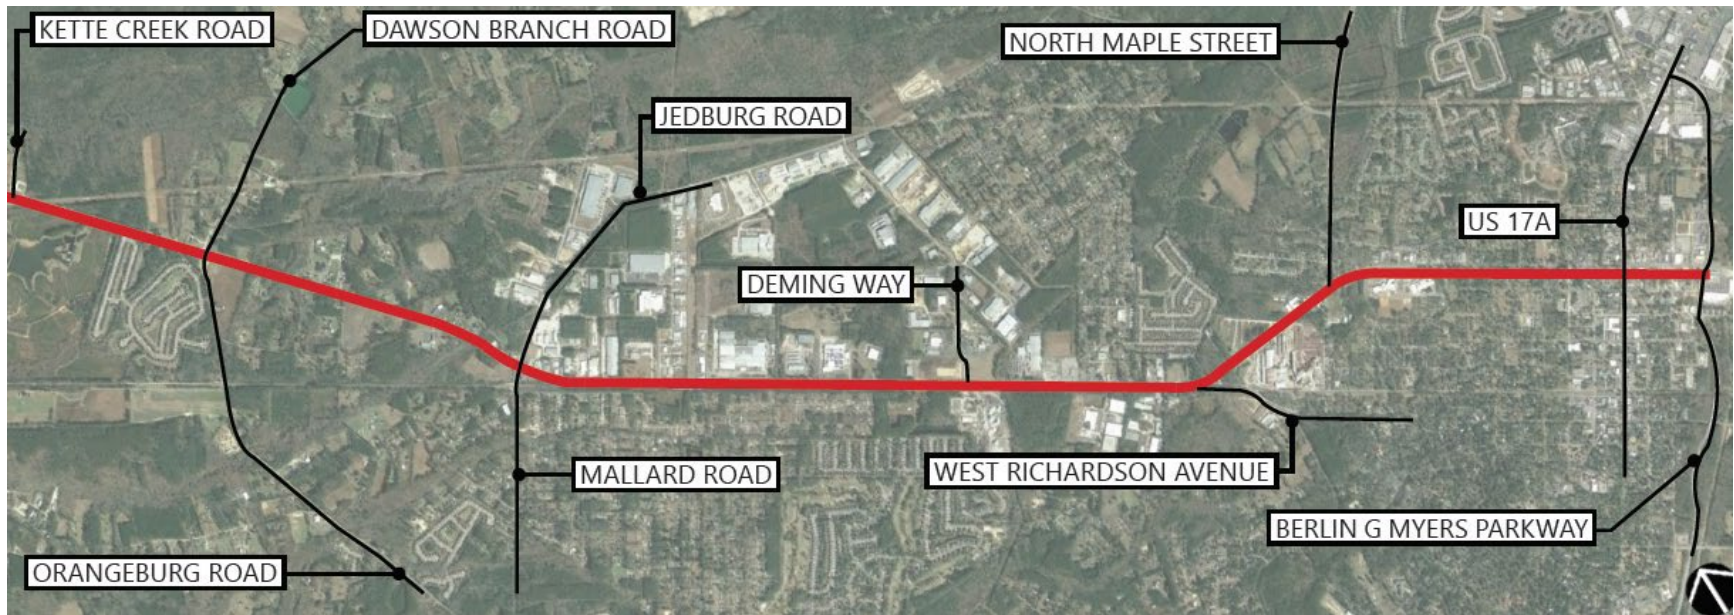 KETTE CREEK ROAD
DAWSON BRANCH ROAD
NORTH MAPLE STREET
JEDBURG ROAD
US 17A
DEMING WAY
MALLARD ROAD
WEST RICHARDSON AVENUE
BERLIN G MYERS PARKWAY
ORANGEBURG ROAD